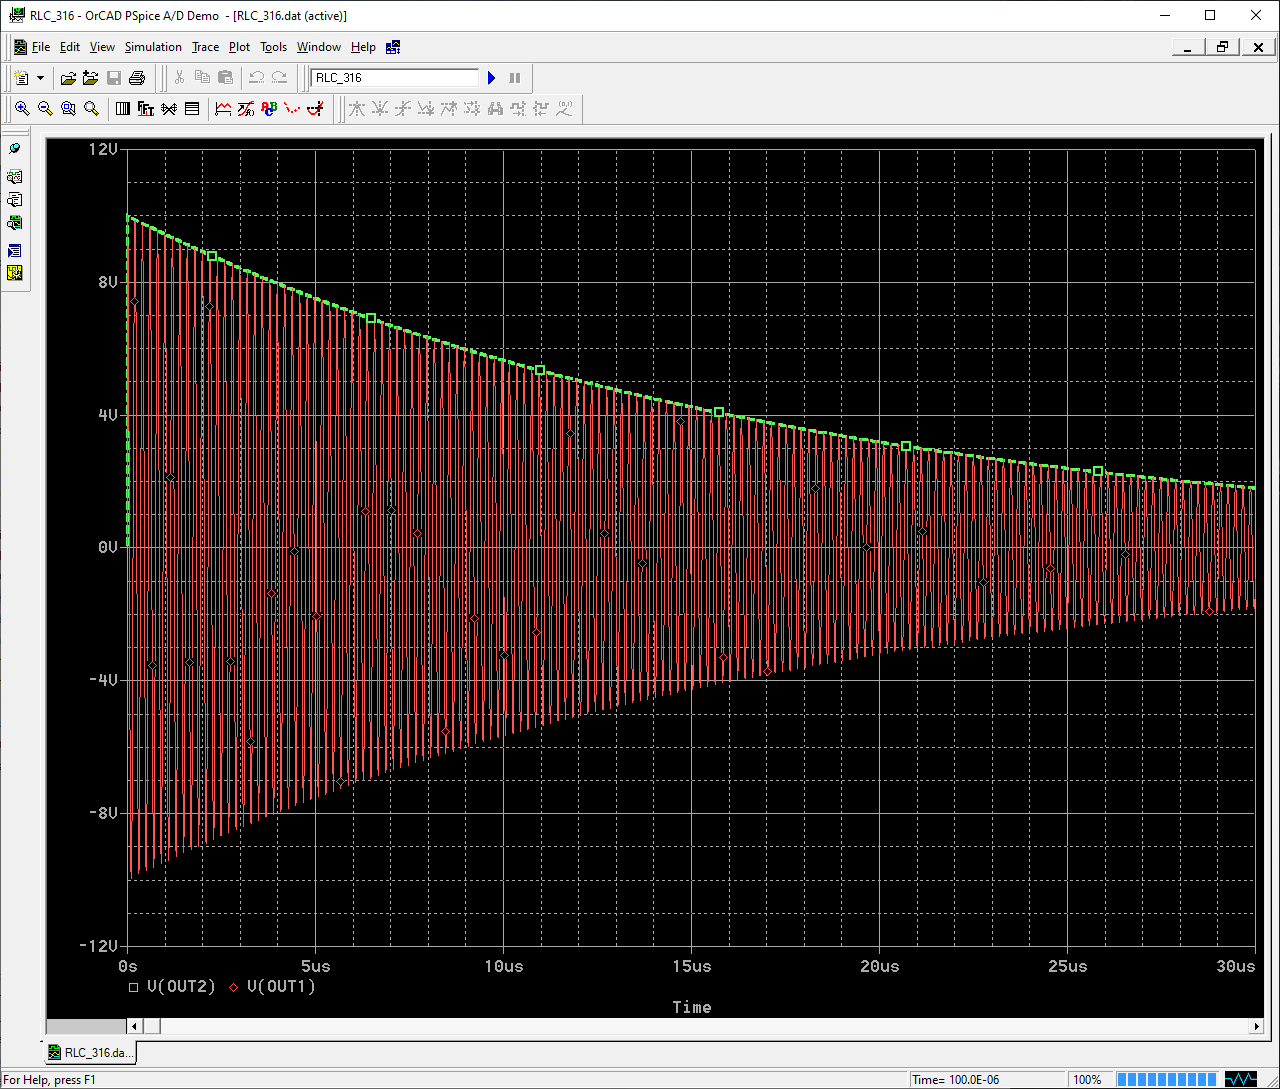 RLC_316 - OrCAD PSpice A/D Demo - [RLC_316.dat (active)]
File Edit View Simulation Trace Plot Tools Window Help
RLC_316
12V
8V
4V
0V
-4V
-8V
-12V
0s 5us 10us 15us 20us 25us 30us
V(OUT2) V(OUT1)
Time
RLC_316.da...
For Help, press F1 Time= 100.0E-06 100%